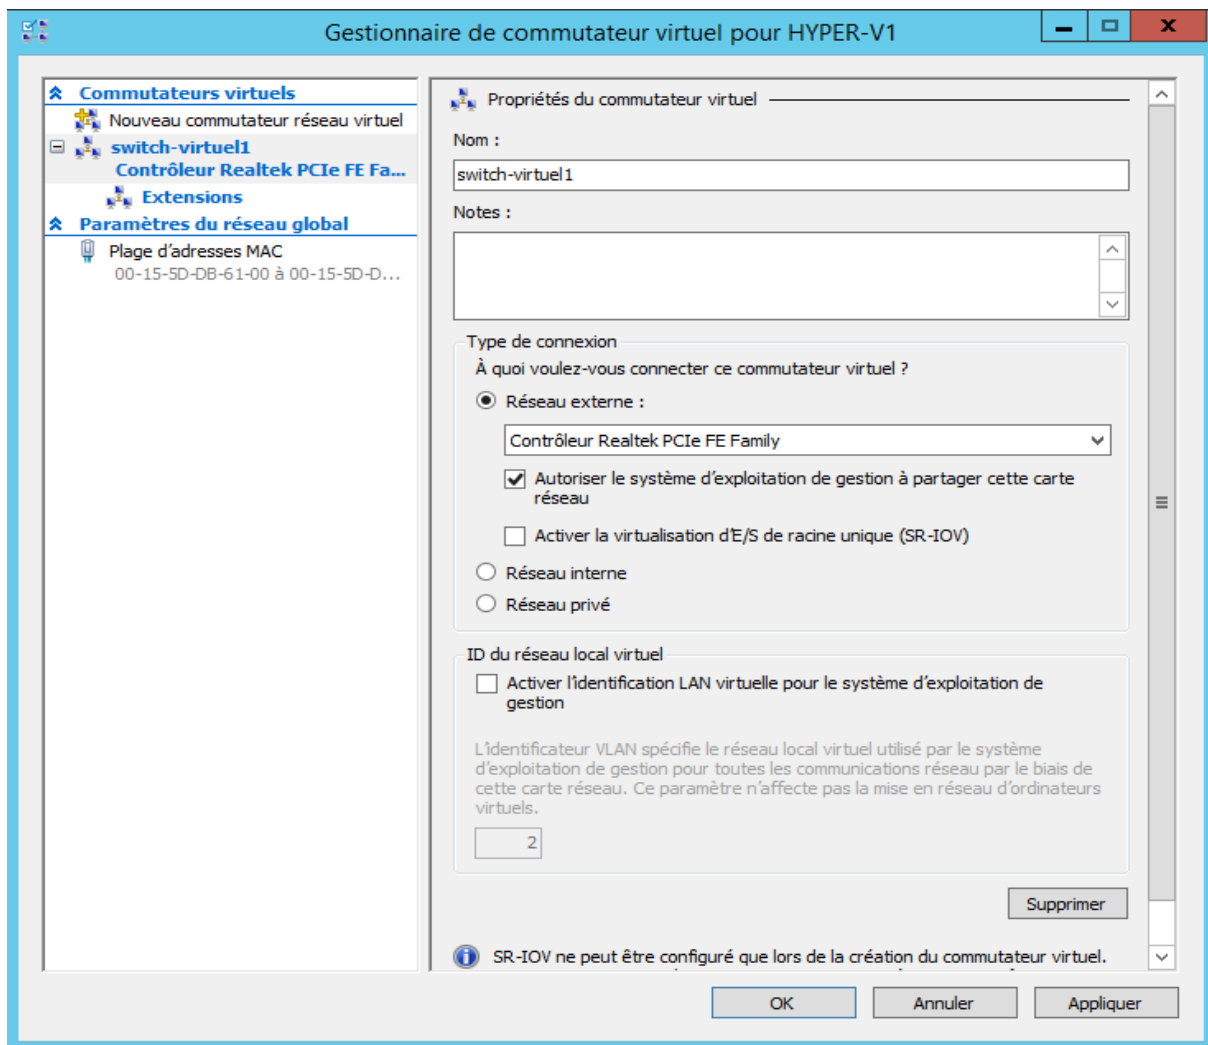 Gestionnaire de commutateur virtuel pour HYPER-V1
Commutateurs virtuels
Nouveau commutateur réseau virtuel
switch-virtuel1
Contrôleur Realtek PCIe FE Fa...
Extensions
Paramètres du réseau global
Plage d'adresses MAC
00-15-5D-DB-61-00 à 00-15-5D-D...
Propriétés du commutateur virtuel
Nom :
switch-virtuel1
Notes :
Type de connexion
À quoi voulez-vous connecter ce commutateur virtuel ?
Réseau externe :
Contrôleur Realtek PCIe FE Family
Autoriser le système d'exploitation de gestion à partager cette carte
réseau
Activer la virtualisation d'E/S de racine unique (SR-IOV)
Réseau interne
Réseau privé
ID du réseau local virtuel
Activer l'identification LAN virtuelle pour le système d'exploitation de
gestion
L'identificateur VLAN spécifie le réseau local virtuel utilisé par le système
d'exploitation de gestion pour toutes les communications réseau par le biais de
cette carte réseau. Ce paramètre n'affecte pas la mise en réseau d'ordinateurs
virtuels.
2
Supprimer
SR-IOV ne peut être configuré que lors de la création du commutateur virtuel.
OK
Annuler
Appliquer